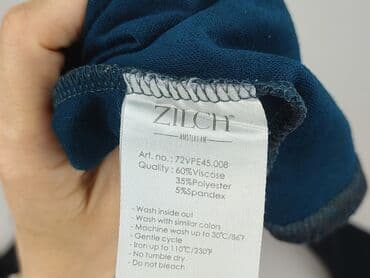 ZILCH
AMSTERDAM
Art. no.: 72VPE45.008
Quality : 60%Viscose
35%Polyester
5%Spandex
- Wash inside out
- Wash with similar colors
- Machine wash up to 30°C/86°F
- Gentle cycle
- Iron up to 110°C/230°F
- No tumble dry
- Do not bleach